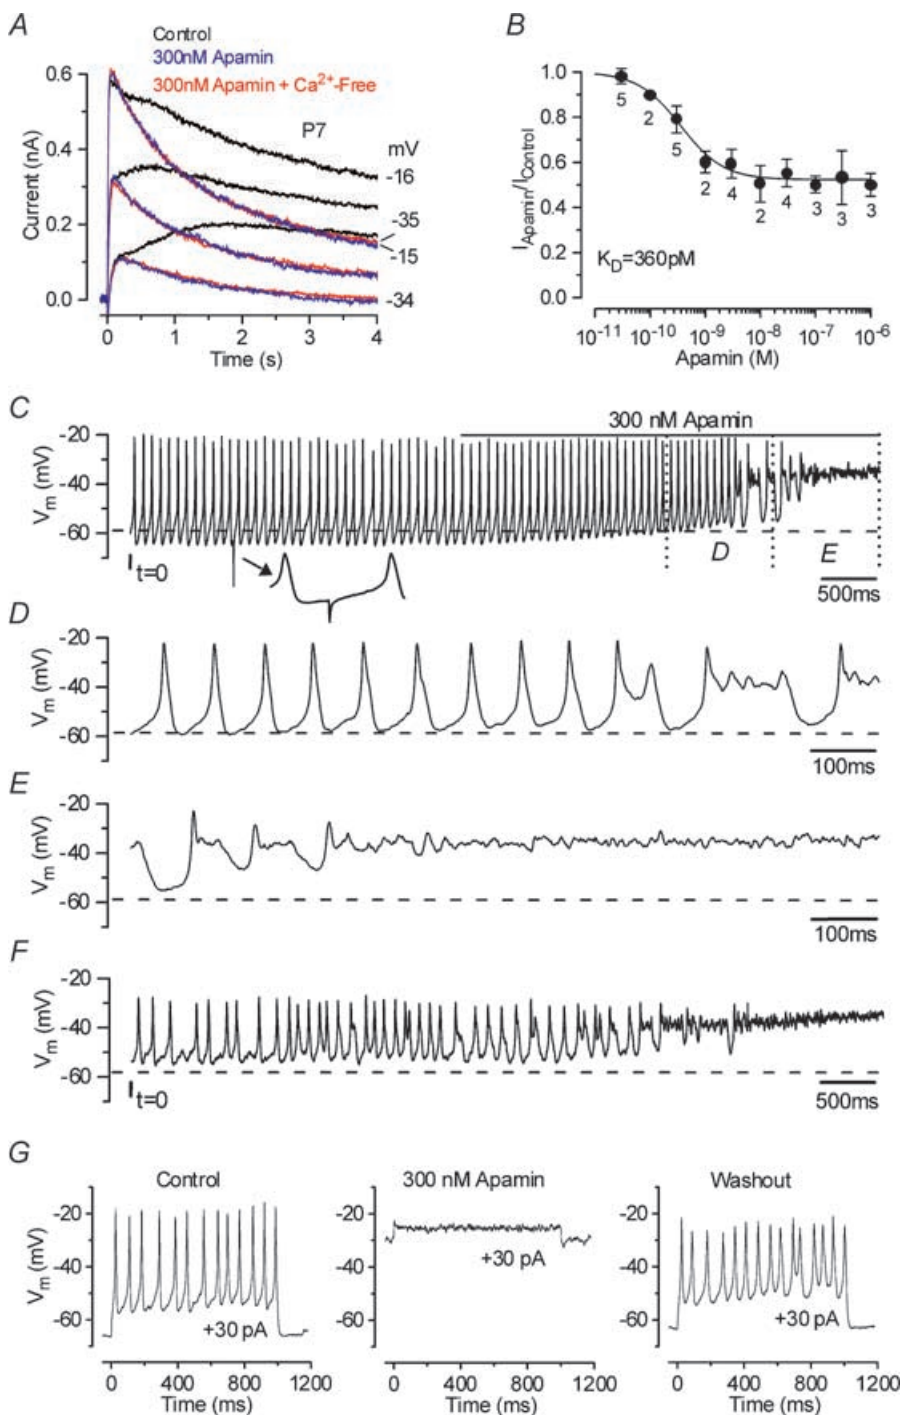 A
Control
300nM Apamin
300nM Apamin + Ca2+-Free
P7
mV
-16
-35
-15
-34
0.6
0.4
0.2
0.0
Current (nA)
0 1 2 3 4
Time (s)
B
1.0
0.8
0.6
0.4
0.2
0.0
I Apamin/I Control
5 2 5 2 4 2 4 3 3 3
KD=360pM
10-11 10-10 10-9 10-8 10-7 10-6
Apamin (M)
C
300 nM Apamin
-20
-40
-60
Vm (mV)
t=0
D E
500ms
D
-20
-40
-60
Vm (mV)
100ms
E
-20
-40
-60
Vm (mV)
100ms
F
-20
-40
-60
Vm (mV)
t=0
500ms
G
Control
-20
-40
-60
Vm (mV)
+30 pA
0 400 800 1200
Time (ms)
300 nM Apamin
-20
-40
-60
+30 pA
0 400 800 1200
Time (ms)
Washout
-20
-40
-60
+30 pA
0 400 800 1200
Time (ms)